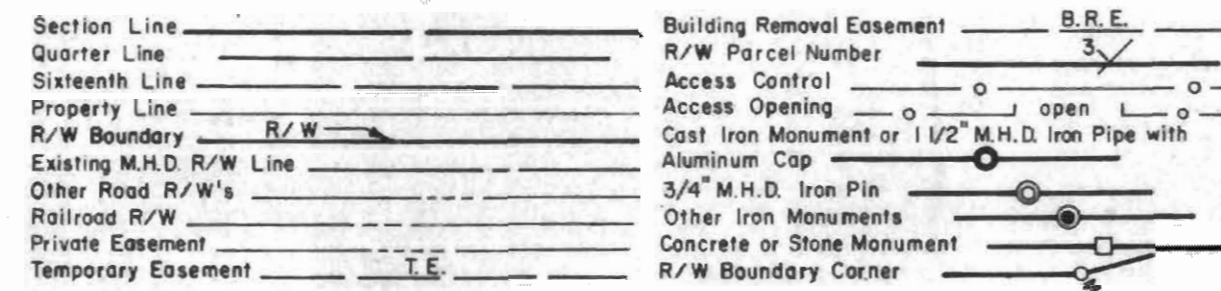 Section Line
Quarter Line
Sixteenth Line
Property Line
R/W Boundary R/W
Existing M.H.D. R/W Line
Other Road R/W's
Railroad R/W
Private Easement
Temporary Easement T.E.
Building Removal Easement B.R.E.
R/W Parcel Number 3
Access Control
Access Opening open
Cast Iron Monument or 1 1/2" M.H.D. Iron Pipe with
Aluminum Cap
3/4" M.H.D. Iron Pin
Other Iron Monuments
Concrete or Stone Monument
R/W Boundary Corner